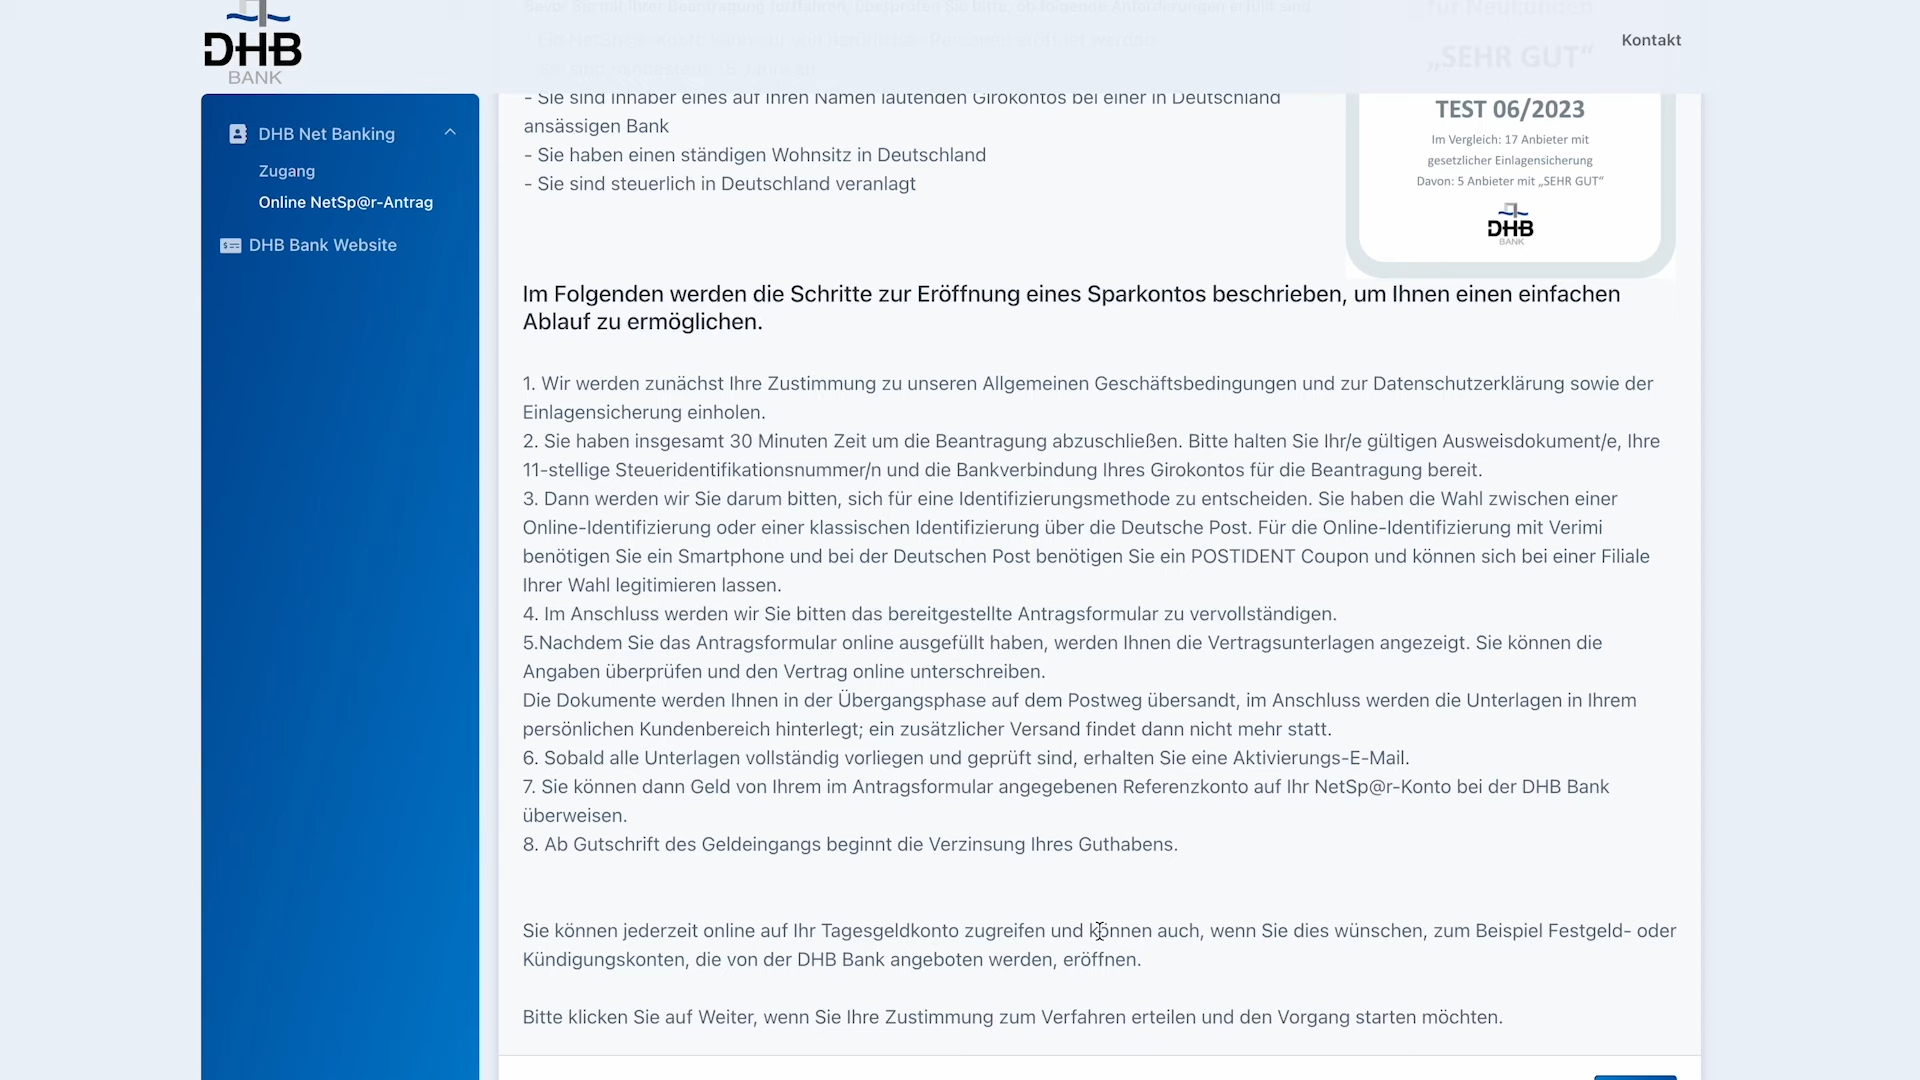 Bevor Sie mit Ihrer Beantragung fortfahren, überprüfen Sie bitte, ob folgende Anforderungen erfüllt sind
für Neukunden
DHB
BANK
„SEHR GUT“
Kontakt
- Sie sind Inhaber eines auf Ihren Namen lautenden Girokontos bei einer in Deutschland
ansässigen Bank
- Sie haben einen ständigen Wohnsitz in Deutschland
- Sie sind steuerlich in Deutschland veranlagt
TEST 06/2023
Im Vergleich: 17 Anbieter mit
gesetzlicher Einlagensicherung
Davon: 5 Anbieter mit „SEHR GUT“
DHB
BANK
DHB Net Banking
Zugang
Online NetSp@r-Antrag
DHB Bank Website
Im Folgenden werden die Schritte zur Eröffnung eines Sparkontos beschrieben, um Ihnen einen einfachen
Ablauf zu ermöglichen.
1. Wir werden zunächst Ihre Zustimmung zu unseren Allgemeinen Geschäftsbedingungen und zur Datenschutzerklärung sowie der
Einlagensicherung einholen.
2. Sie haben insgesamt 30 Minuten Zeit um die Beantragung abzuschließen. Bitte halten Sie Ihr/e gültigen Ausweisdokument/e, Ihre
11-stellige Steueridentifikationsnummer/n und die Bankverbindung Ihres Girokontos für die Beantragung bereit.
3. Dann werden wir Sie darum bitten, sich für eine Identifizierungsmethode zu entscheiden. Sie haben die Wahl zwischen einer
Online-Identifizierung oder einer klassischen Identifizierung über die Deutsche Post. Für die Online-Identifizierung mit Verimi
benötigen Sie ein Smartphone und bei der Deutschen Post benötigen Sie ein POSTIDENT Coupon und können sich bei einer Filiale
Ihrer Wahl legitimieren lassen.
4. Im Anschluss werden wir Sie bitten das bereitgestellte Antragsformular zu vervollständigen.
5.Nachdem Sie das Antragsformular online ausgefüllt haben, werden Ihnen die Vertragsunterlagen angezeigt. Sie können die
Angaben überprüfen und den Vertrag online unterschreiben.
Die Dokumente werden Ihnen in der Übergangsphase auf dem Postweg übersandt, im Anschluss werden die Unterlagen in Ihrem
persönlichen Kundenbereich hinterlegt; ein zusätzlicher Versand findet dann nicht mehr statt.
6. Sobald alle Unterlagen vollständig vorliegen und geprüft sind, erhalten Sie eine Aktivierungs-E-Mail.
7. Sie können dann Geld von Ihrem im Antragsformular angegebenen Referenzkonto auf Ihr NetSp@r-Konto bei der DHB Bank
überweisen.
8. Ab Gutschrift des Geldeingangs beginnt die Verzinsung Ihres Guthabens.
Sie können jederzeit online auf Ihr Tagesgeldkonto zugreifen und können auch, wenn Sie dies wünschen, zum Beispiel Festgeld- oder
Kündigungskonten, die von der DHB Bank angeboten werden, eröffnen.
Bitte klicken Sie auf Weiter, wenn Sie Ihre Zustimmung zum Verfahren erteilen und den Vorgang starten möchten.